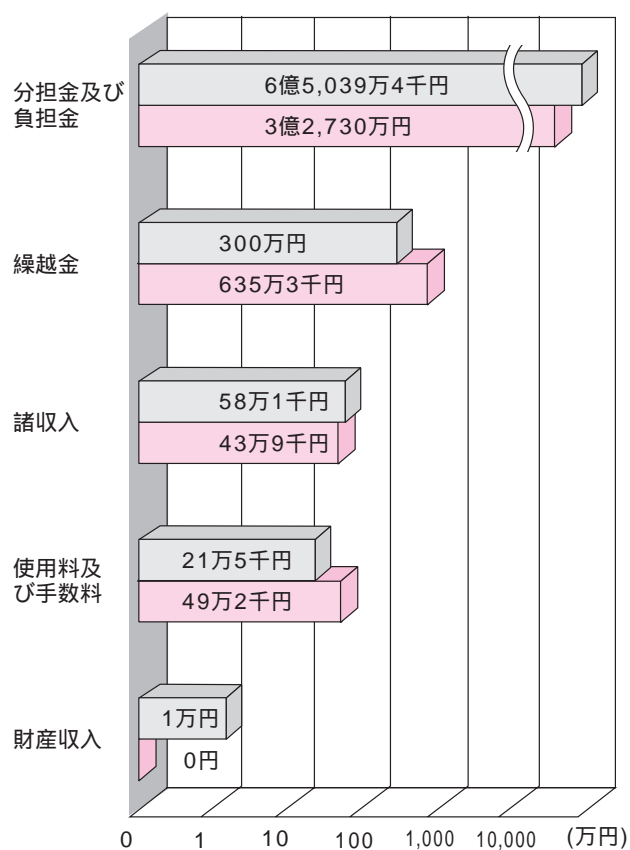 分担金及び
負担金
6億5,039万4千円
3億2,730万円
繰越金
300万円
635万3千円
諸収入
58万1千円
43万9千円
使用料及
び手数料
21万5千円
49万2千円
財産収入
1万円
0円
0 1 10 100 1,000 10,000 (万円)